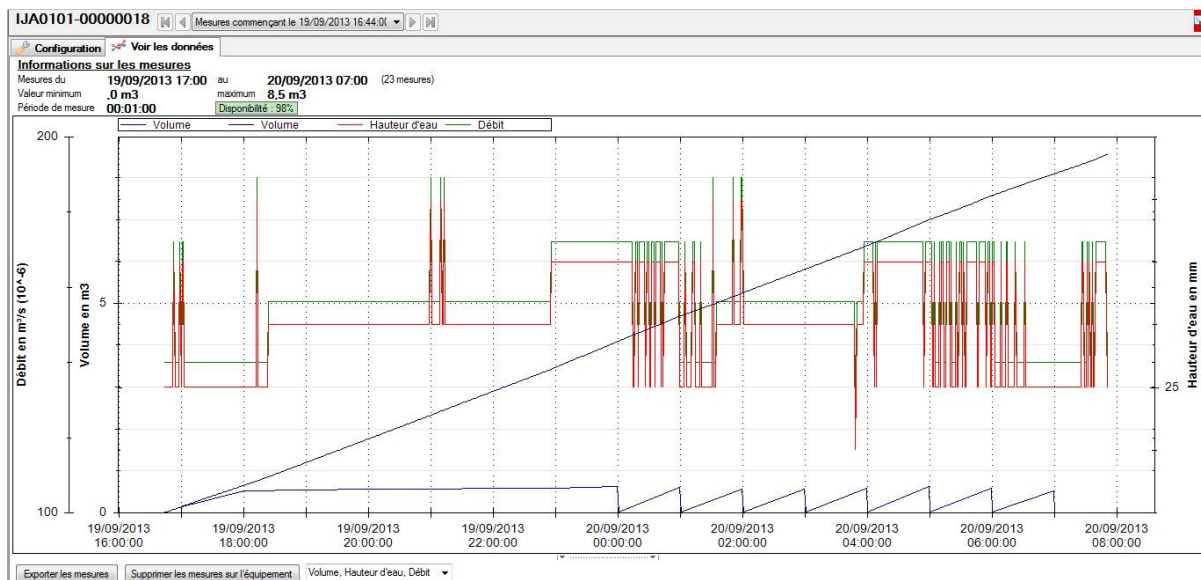 IJA0101-00000018 Mesures commençant le 19/09/2013 16:44:0(
Configuration Voir les données
Informations sur les mesures
Mesures du 19/09/2013 17:00 au 20/09/2013 07:00 (23 mesures)
Valeur minimum ,0 m3 maximum 8,5 m3
Période de mesure 00:01:00 Disponibilité : 98%
Volume Volume Hauteur d'eau Débit
200
Débit en m³/s (10^-6)
Volume en m3
5
Hauteur d'eau en mm
25
100 0
19/09/2013 19/09/2013 19/09/2013 19/09/2013 20/09/2013 20/09/2013 20/09/2013 20/09/2013 20/09/2013
16:00:00 18:00:00 20:00:00 22:00:00 00:00:00 02:00:00 04:00:00 06:00:00 08:00:00
Exporter les mesures Supprimer les mesures sur l'équipement Volume, Hauteur d'eau, Débit